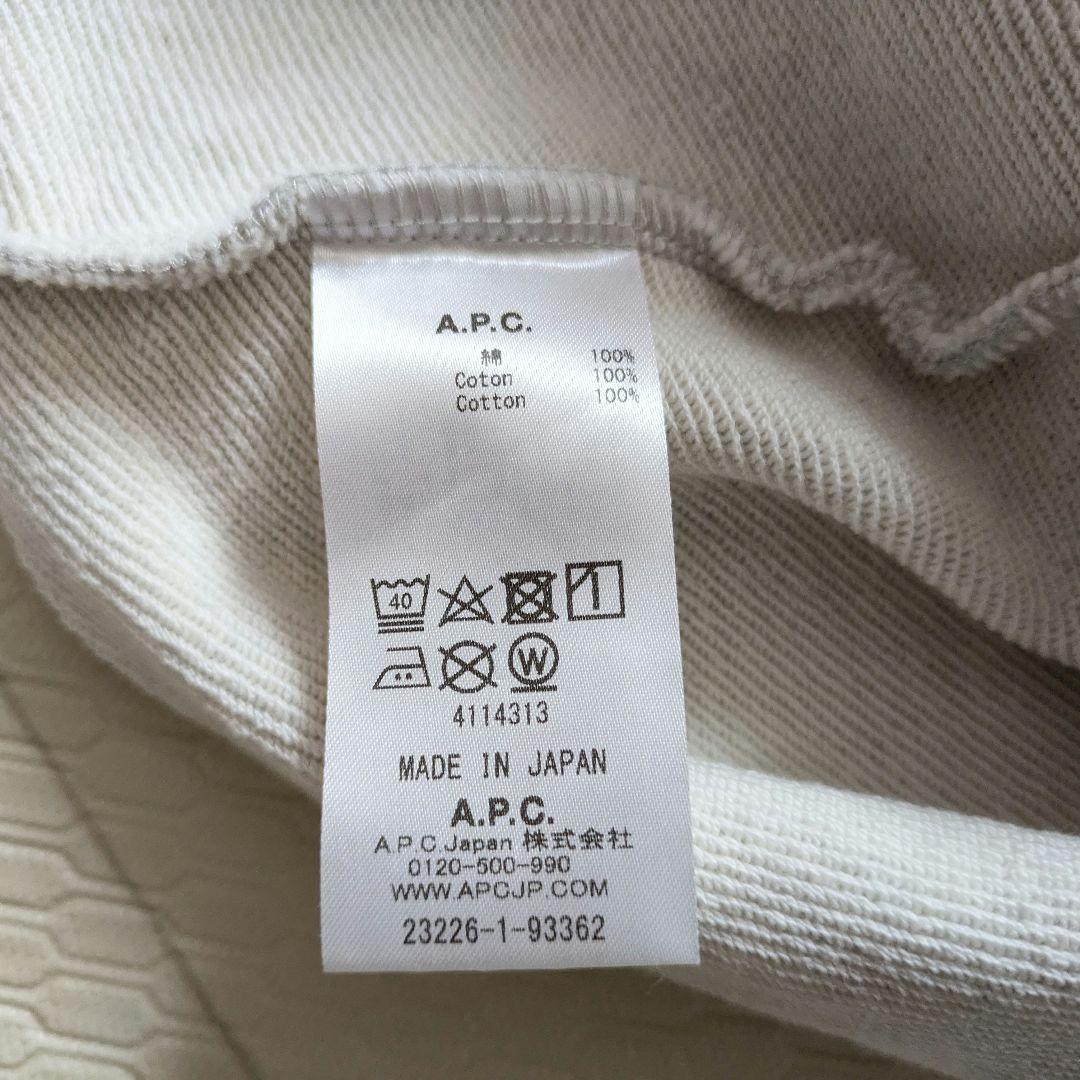 A.P.C.
綿 100%
Coton 100%
Cotton 100%
40
W
4114313
MADE IN JAPAN
A.P.C.
A.P.C Japan 株式会社
0120-500-990
WWW.APCJP.COM
23226-1-93362